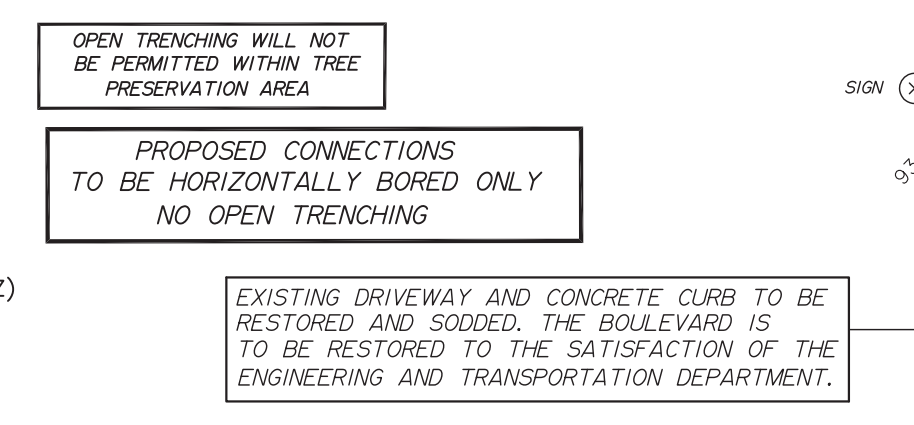 OPEN TRENCHING WILL NOT
BE PERMITTED WITHIN TREE
PRESERVATION AREA
SIGN
PROPOSED CONNECTIONS
TO BE HORIZONTALLY BORED ONLY
NO OPEN TRENCHING
93
EXISTING DRIVEWAY AND CONCRETE CURB TO BE
RESTORED AND SODDED. THE BOULEVARD IS
TO BE RESTORED TO THE SATISFACTION OF THE
ENGINEERING AND TRANSPORTATION DEPARTMENT.